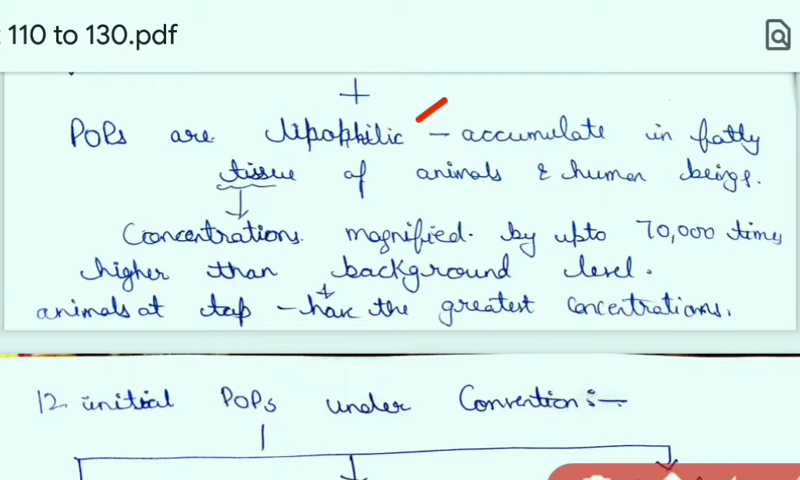 110 to 130.pdf
+
POPs are lipophilic - accumulate in fatty
tissue of animals & human beings.
Concentrations. magnified. by upto 70,000 times
higher than background level.
+
animals at top - have the greatest concentrations.
12 initial POPs under Convention:-